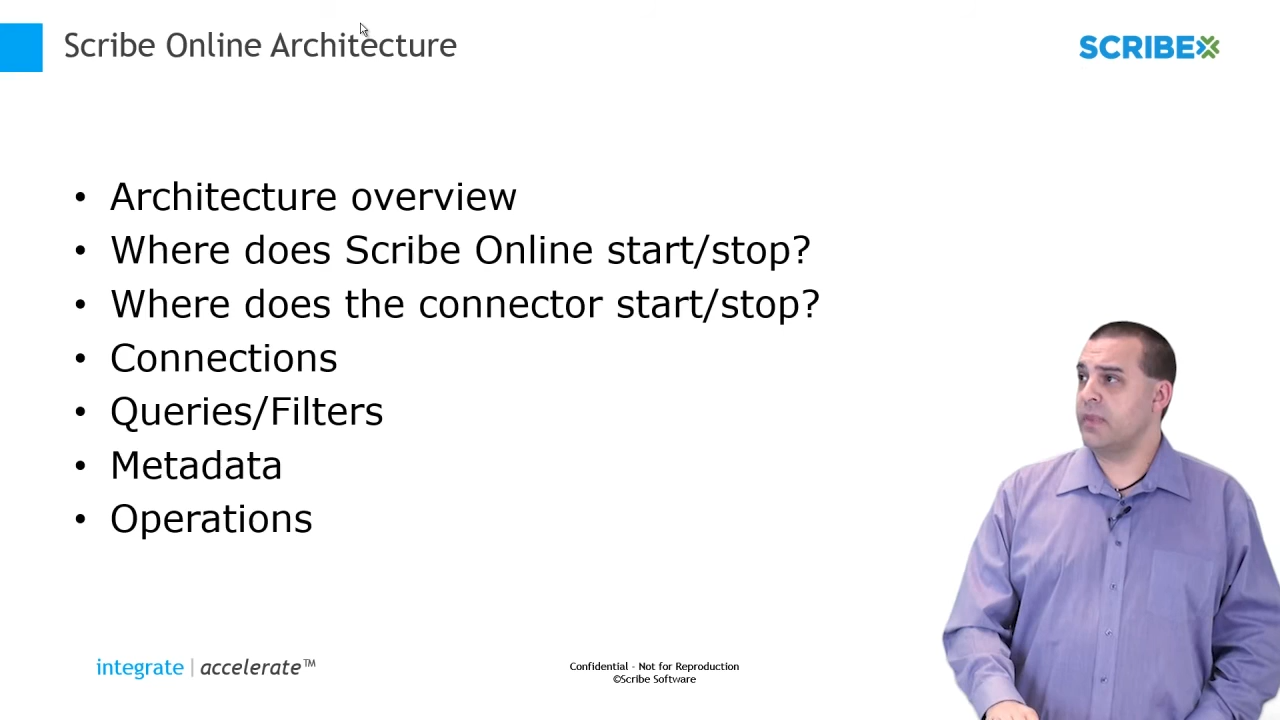 Scribe Online Architecture
SCRIBE
• Architecture overview
• Where does Scribe Online start/stop?
• Where does the connector start/stop?
• Connections
• Queries/Filters
• Metadata
• Operations
integrate | accelerate™
Confidential - Not for Reproduction
©Scribe Software